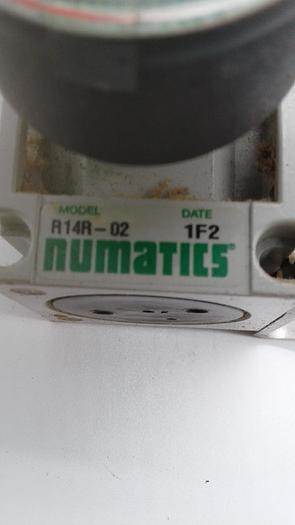 MODEL DATE
R14R-02 1F2
numatics®